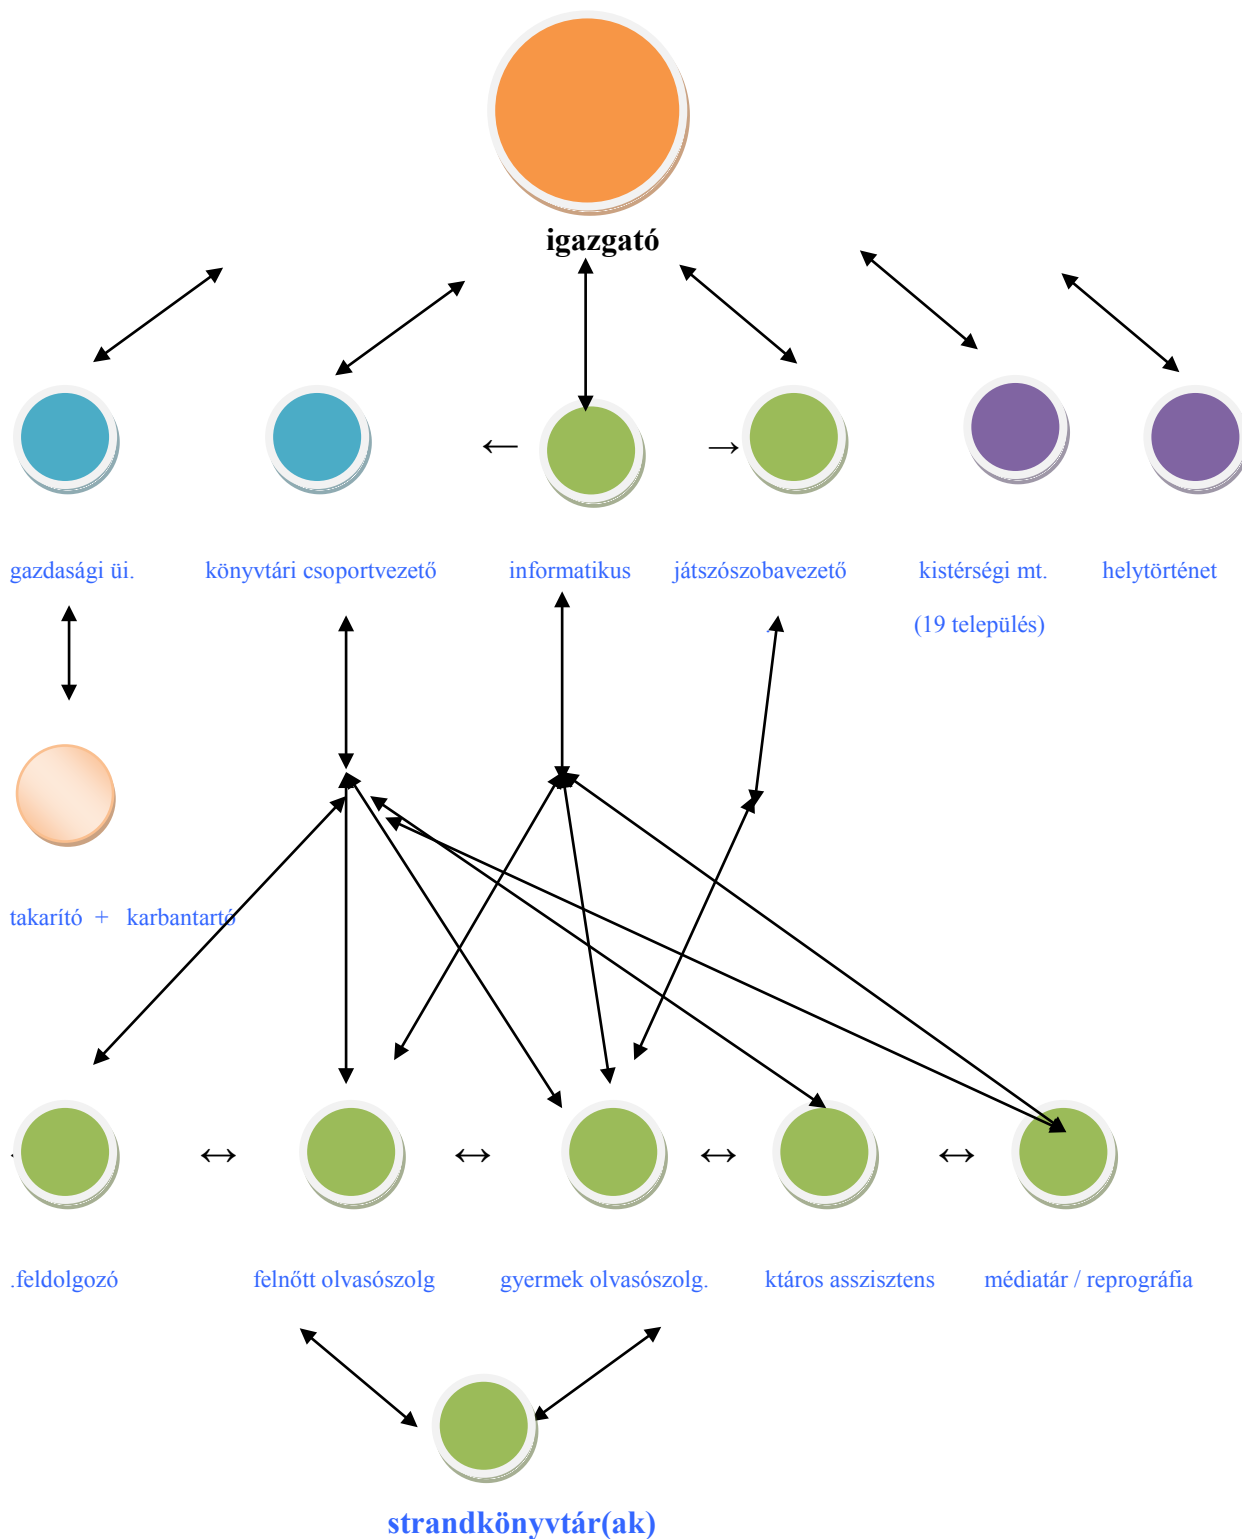 igazgató
gazdasági üi.
könyvtári csoportvezető
informatikus
játszószobavezető
kistérségi mt.
helytörténet
(19 település)
takarító + karbantartó
.feldolgozó
felnőtt olvasószolg
gyermek olvasószolg.
ktáros asszisztens
médiatár / reprográfia
strandkönyvtár(ak)